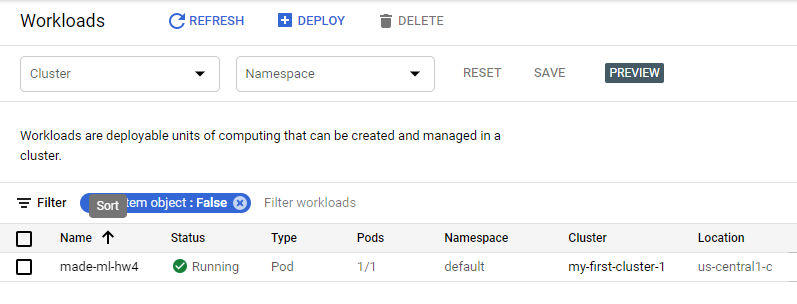 Workloads REFRESH DEPLOY DELETE
Cluster Namespace RESET SAVE PREVIEW
Workloads are deployable units of computing that can be created and managed in a
cluster.
Filter object : False Filter workloads
Sort
Name Status Type Pods Namespace Cluster Location
made-ml-hw4 Running Pod 1/1 default my-first-cluster-1 us-central1-c